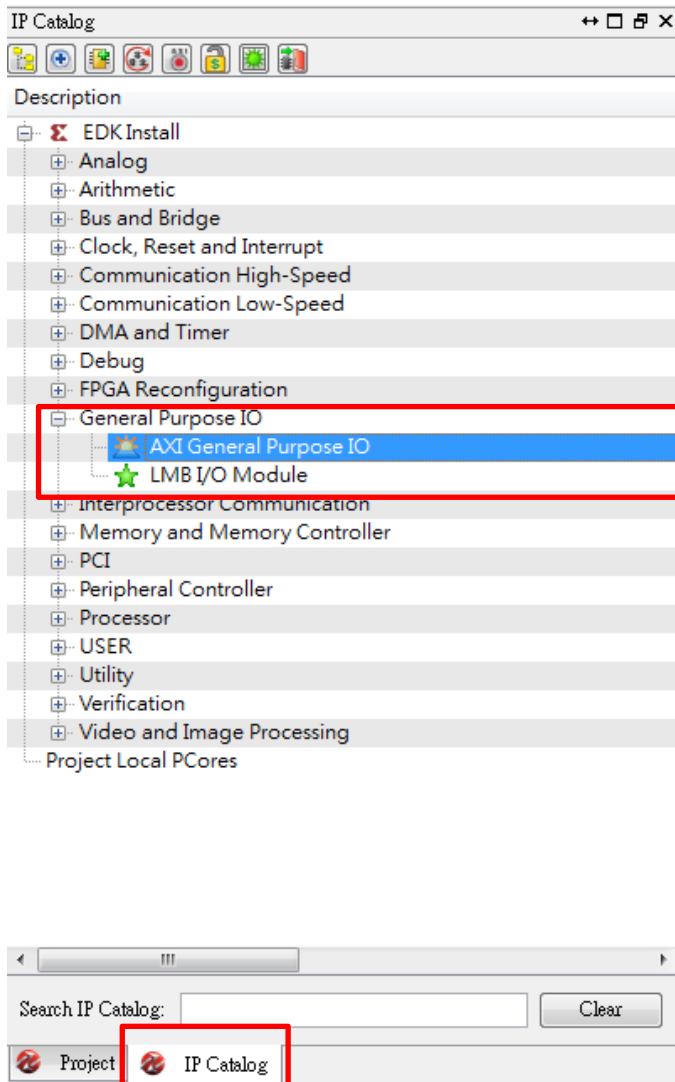 IP Catalog
Description
EDK Install
Analog
Arithmetic
Bus and Bridge
Clock, Reset and Interrupt
Communication High-Speed
Communication Low-Speed
DMA and Timer
Debug
FPGA Reconfiguration
General Purpose IO
AXI General Purpose IO
LMB I/O Module
Interprocessor Communication
Memory and Memory Controller
PCI
Peripheral Controller
Processor
USER
Utility
Verification
Video and Image Processing
Project Local PCores
Search IP Catalog: Clear
Project IP Catalog